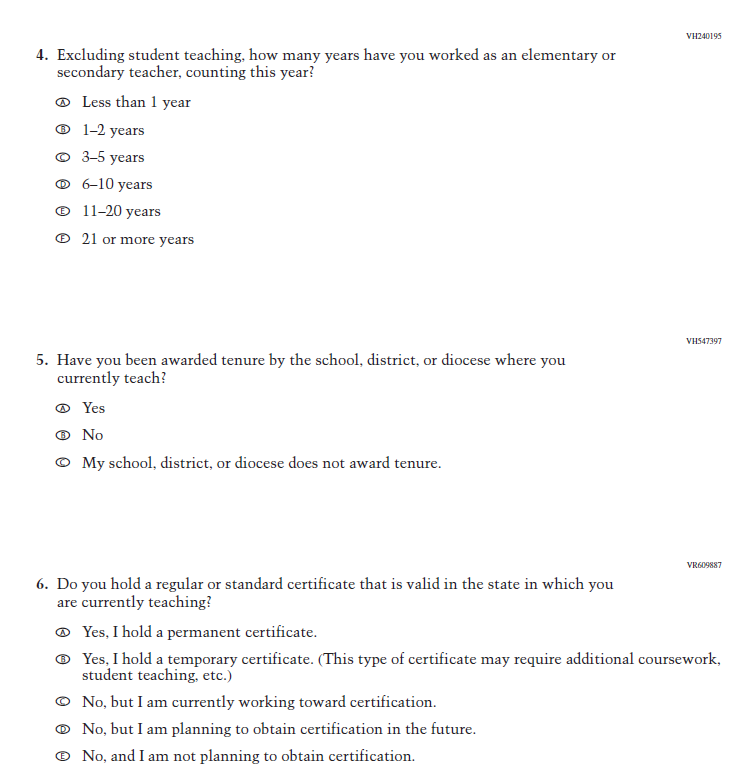 VH240195
4. Excluding student teaching, how many years have you worked as an elementary or
secondary teacher, counting this year?
Ⓐ Less than 1 year
Ⓑ 1–2 years
Ⓒ 3–5 years
Ⓓ 6–10 years
Ⓔ 11–20 years
Ⓕ 21 or more years
VH547397
5. Have you been awarded tenure by the school, district, or diocese where you
currently teach?
Ⓐ Yes
Ⓑ No
Ⓒ My school, district, or diocese does not award tenure.
VR609887
6. Do you hold a regular or standard certificate that is valid in the state in which you
are currently teaching?
Ⓐ Yes, I hold a permanent certificate.
Ⓑ Yes, I hold a temporary certificate. (This type of certificate may require additional coursework,
student teaching, etc.)
Ⓒ No, but I am currently working toward certification.
Ⓓ No, but I am planning to obtain certification in the future.
Ⓔ No, and I am not planning to obtain certification.